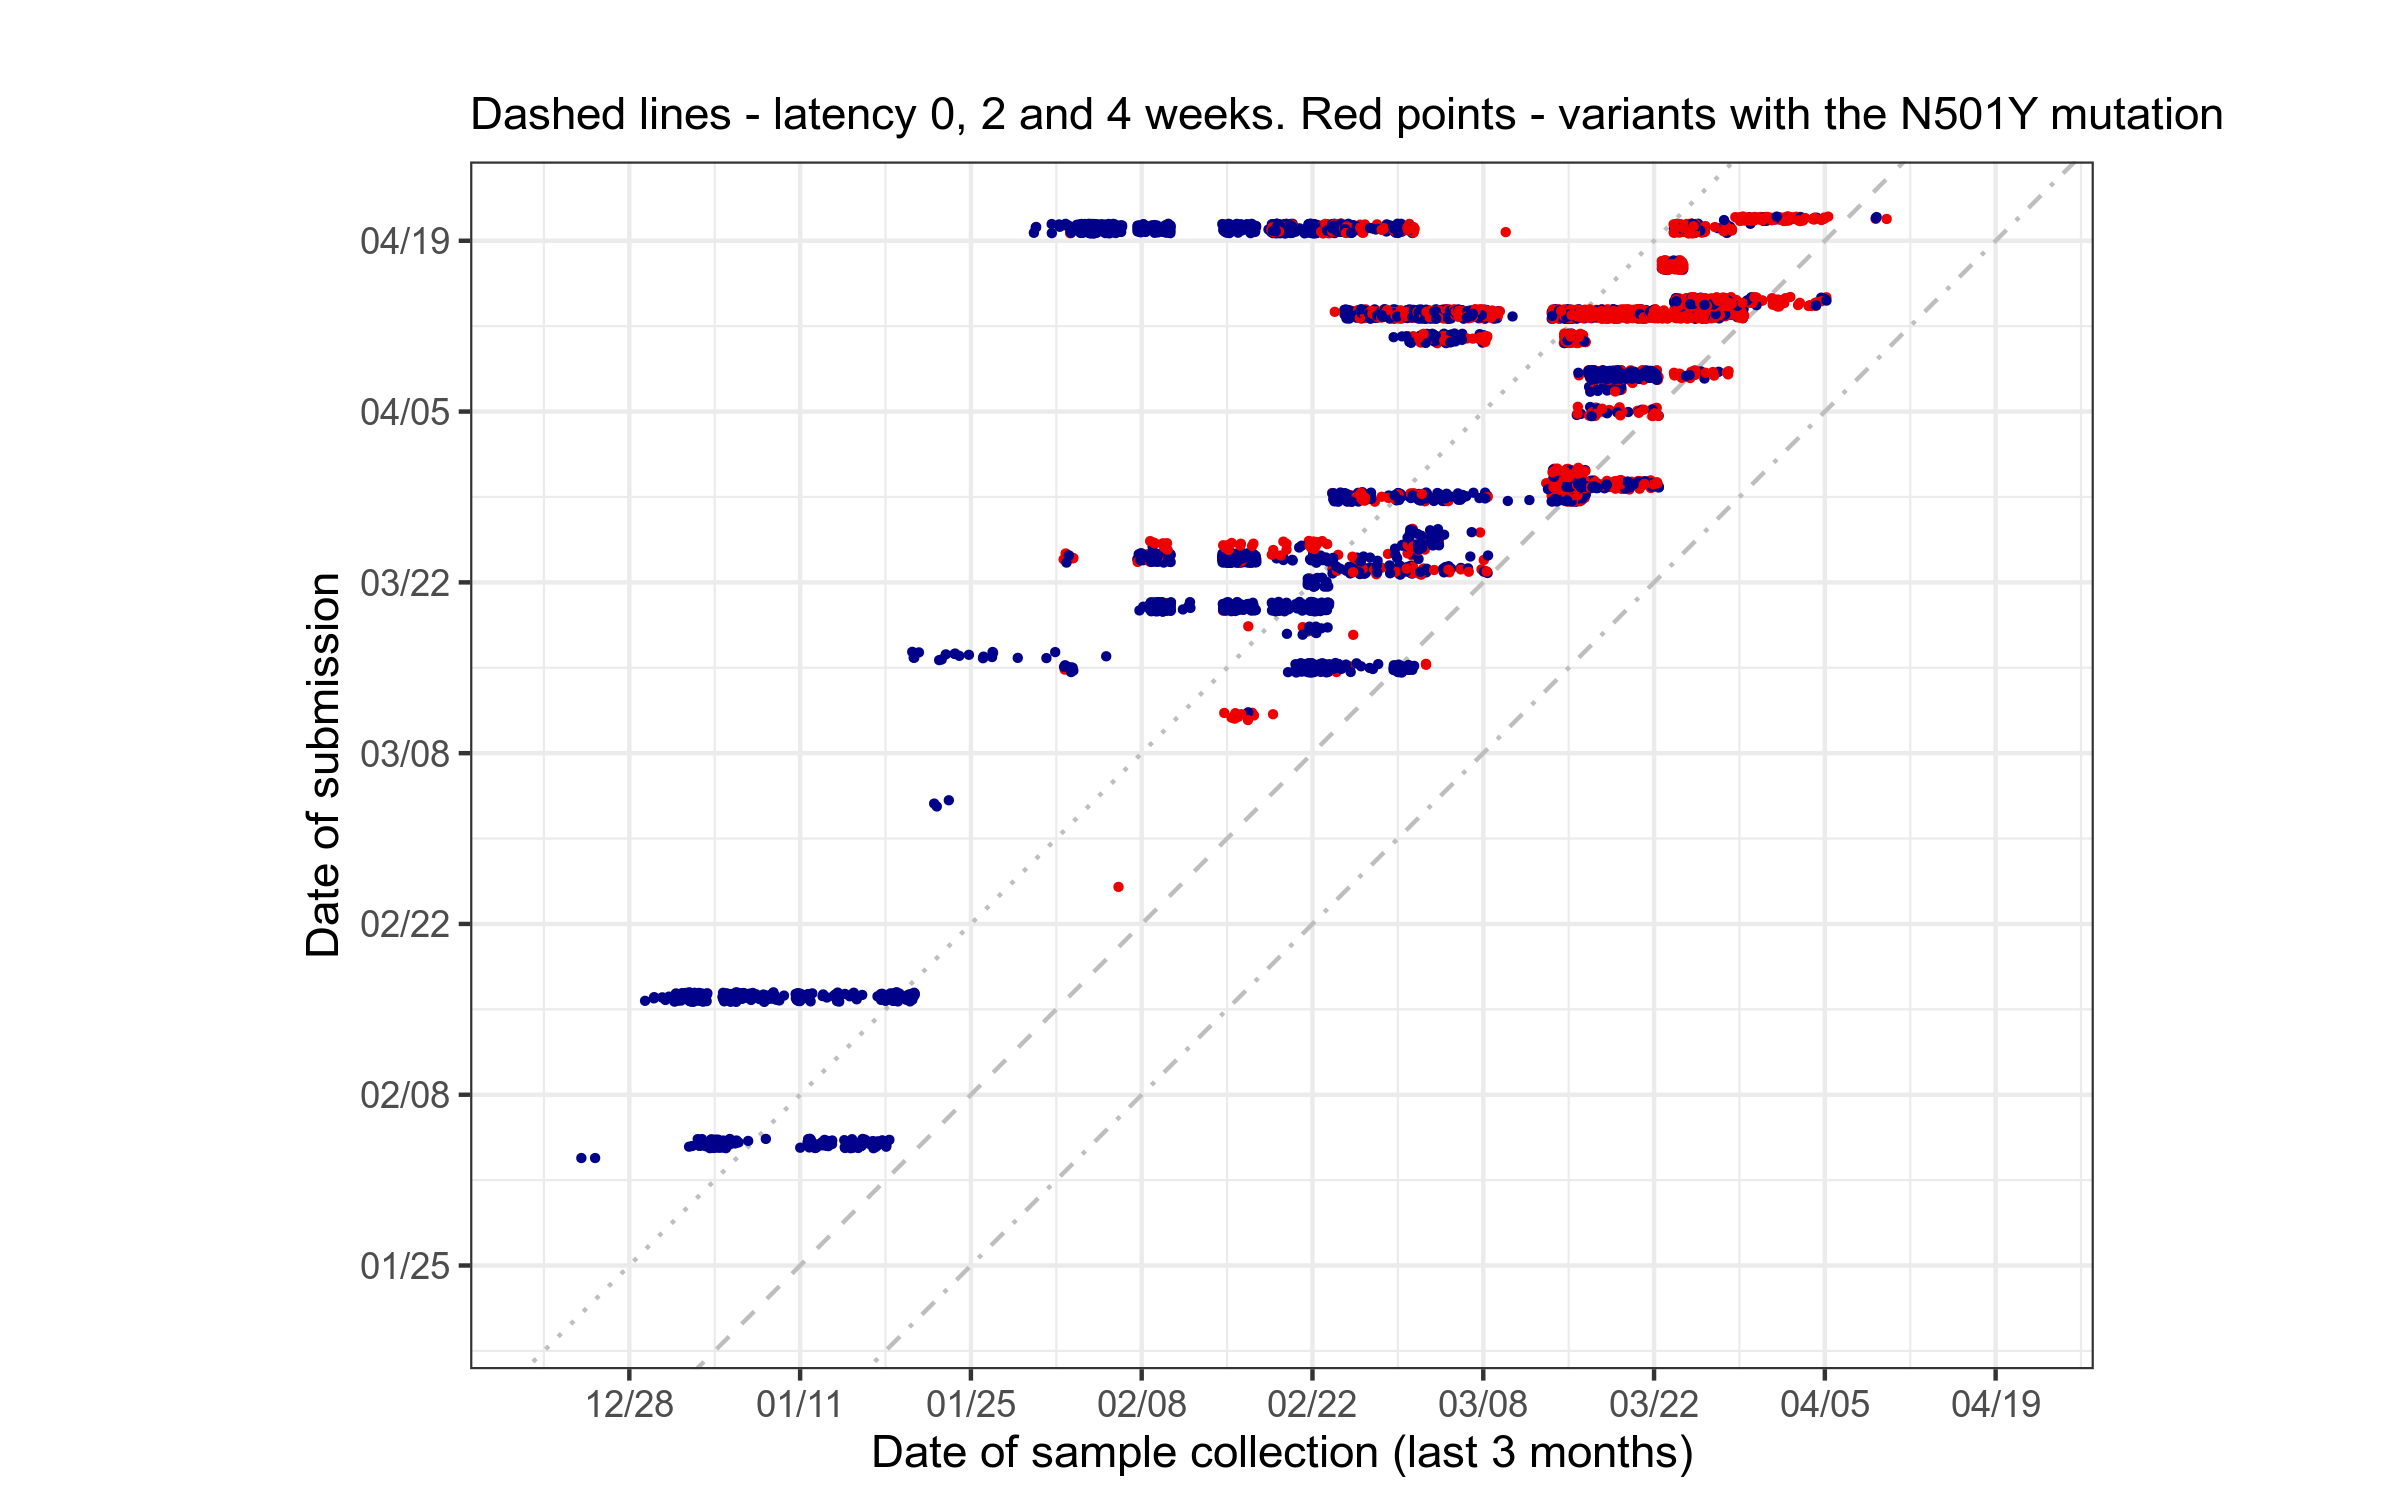 Dashed lines - latency 0, 2 and 4 weeks. Red points - variants with the N501Y mutation
Date of submission
04/19
04/05
03/22
03/08
02/22
02/08
01/25
12/28 01/11 01/25 02/08 02/22 03/08 03/22 04/05 04/19
Date of sample collection (last 3 months)